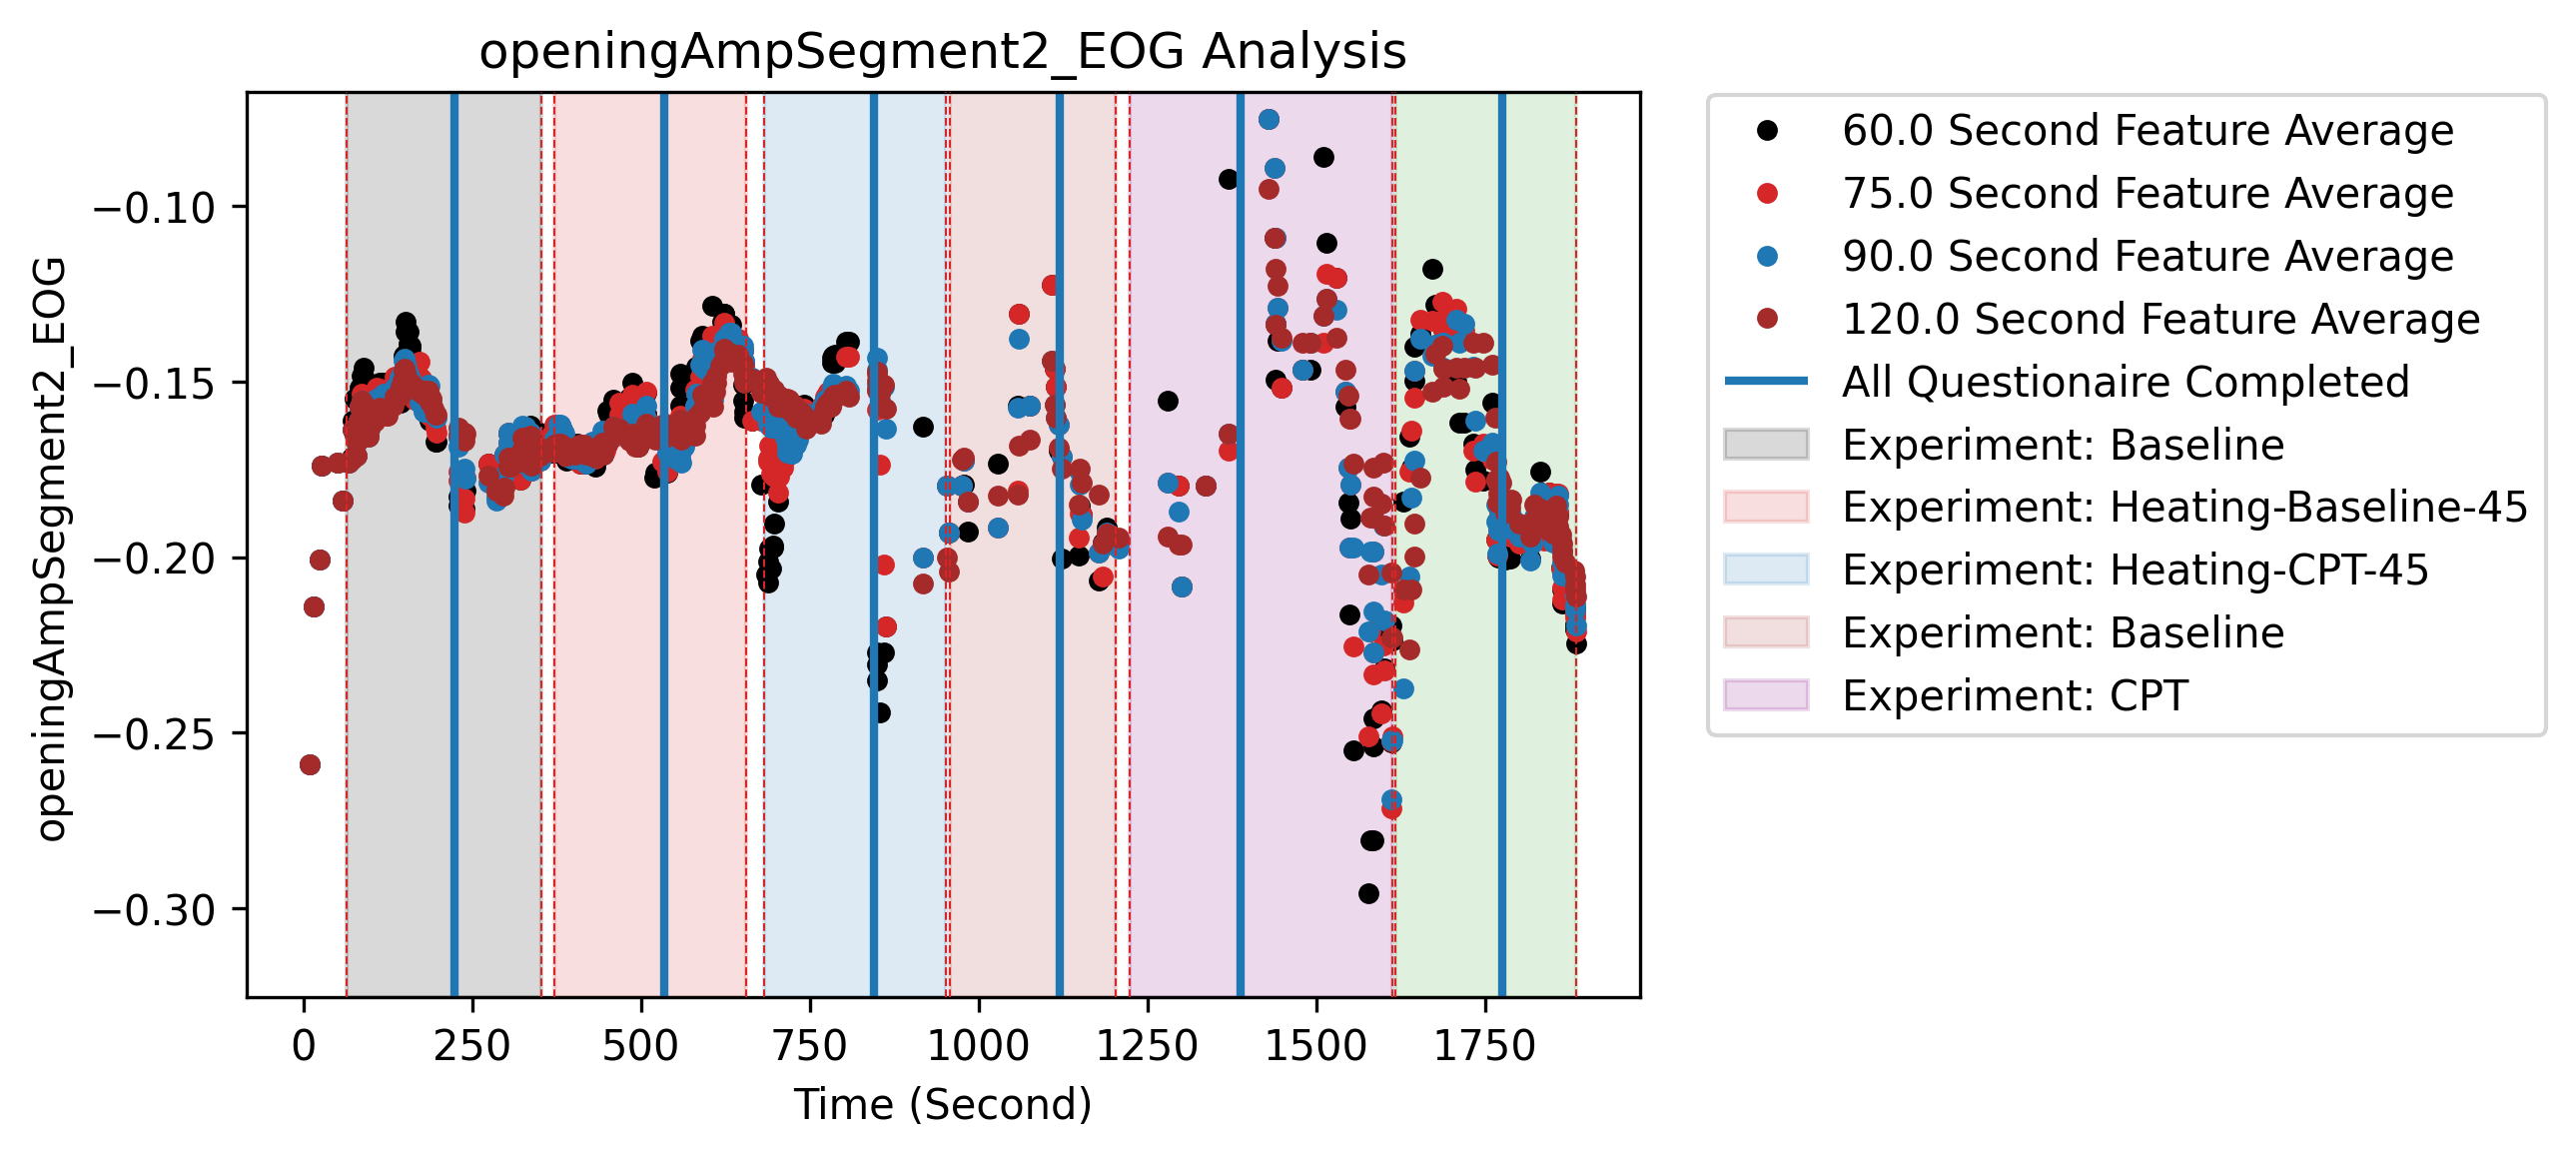 openingAmpSegment2_EOG Analysis
openingAmpSegment2_EOG
−0.10
−0.15
−0.20
−0.25
−0.30
0 250 500 750 1000 1250 1500 1750
Time (Second)
60.0 Second Feature Average
75.0 Second Feature Average
90.0 Second Feature Average
120.0 Second Feature Average
All Questionaire Completed
Experiment: Baseline
Experiment: Heating-Baseline-45
Experiment: Heating-CPT-45
Experiment: Baseline
Experiment: CPT